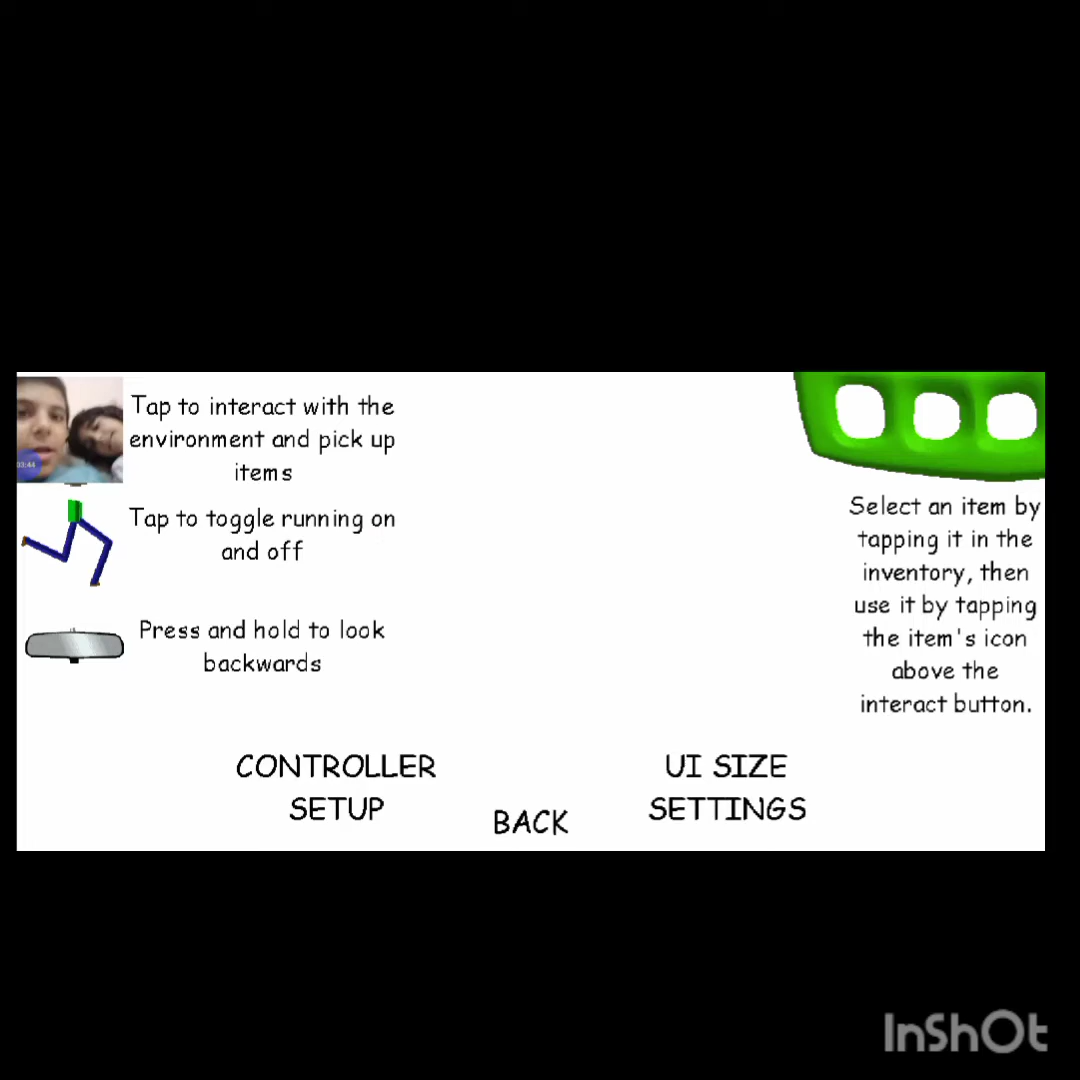 Tap to interact with the
environment and pick up
items
03:44
Tap to toggle running on
and off
Press and hold to look
backwards
Select an item by
tapping it in the
inventory, then
use it by tapping
the item's icon
above the
interact button.
CONTROLLER
SETUP
BACK
UI SIZE
SETTINGS
InShOt